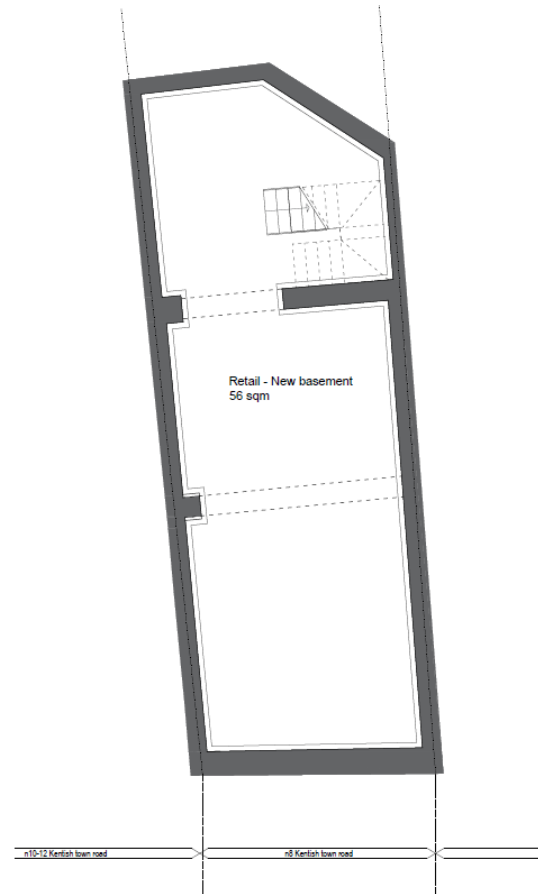 Retail - New basement
56 sqm
n10-12 Kentish town road
n8 Kentish town road